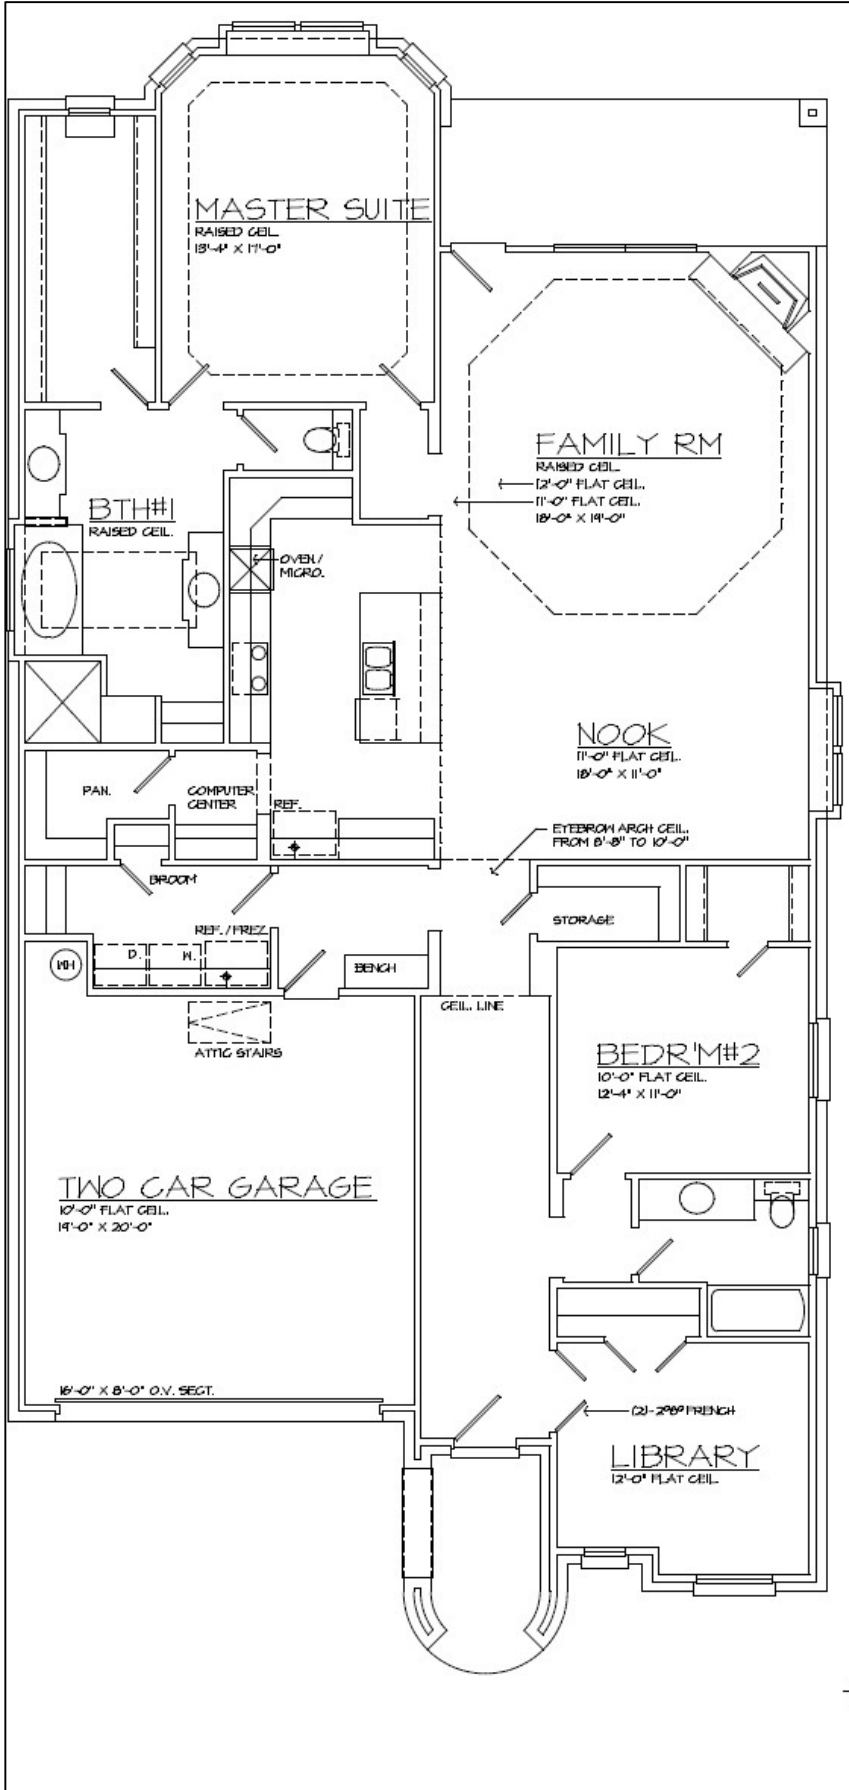 MASTER SUITE
RAISED CEIL.
13'-4" X 17'-0"
FAMILY RM
RAISED CEIL.
12'-0" FLAT CEIL.
11'-0" FLAT CEIL.
18'-0" X 19'-0"
BTH#1
RAISED CEIL.
OVEN/
MICRO.
NOOK
11'-0" FLAT CEIL.
18'-0" X 11'-0"
PAN.
COMPUTER
CENTER
REF.
EYEBROW ARCH CEIL.
FROM 8'-8" TO 10'-0"
BROOM
STORAGE
REF./FREZ.
D.
W.
WH
BENCH
CEIL. LINE
ATTIC STAIRS
BEDR'M#2
10'-0" FLAT CEIL.
12'-4" X 11'-0"
TWO CAR GARAGE
10'-0" FLAT CEIL.
19'-0" X 20'-0"
16'-0" X 8'-0" O.V. SECT.
(2)-2⁰8⁰ FRENCH
LIBRARY
12'-0" FLAT CEIL.